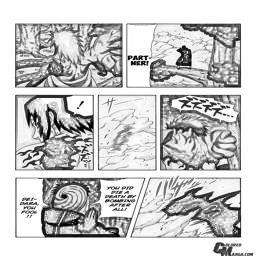 PART-
NER!
!
DEI-
DARA,
YOU
FOOL
!!
YOU DID
DIE A
DEATH BY
BOMBING
AFTER
ALL!
COLORED
MANGA.COM